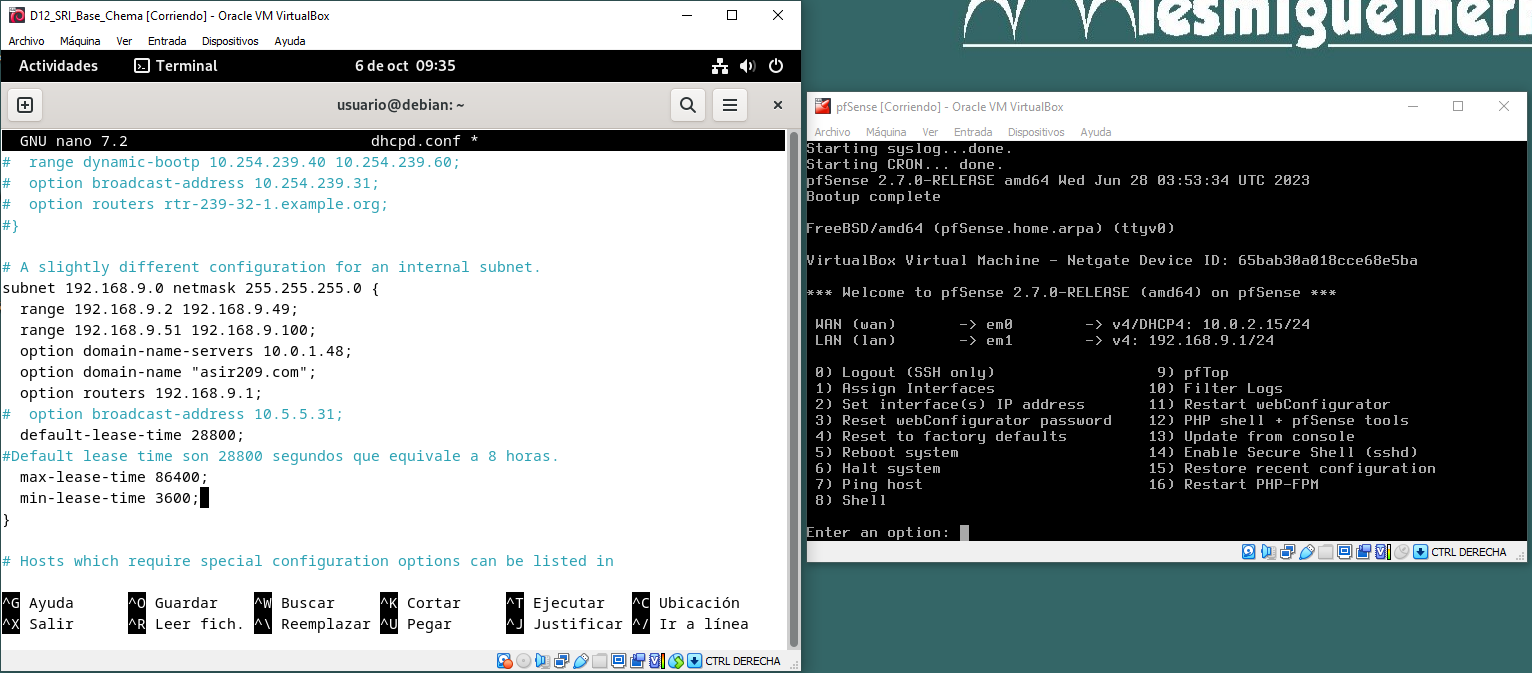 D12_SRI_Base_Chema [Corriendo] - Oracle VM VirtualBox
Archivo Máquina Ver Entrada Dispositivos Ayuda
Actividades Terminal 6 de oct 09:35
usuario@debian: ~
GNU nano 7.2 dhcpd.conf *
#  range dynamic-bootp 10.254.239.40 10.254.239.60;
#  option broadcast-address 10.254.239.31;
#  option routers rtr-239-32-1.example.org;
#}
# A slightly different configuration for an internal subnet.
subnet 192.168.9.0 netmask 255.255.255.0 {
  range 192.168.9.2 192.168.9.49;
  range 192.168.9.51 192.168.9.100;
  option domain-name-servers 10.0.1.48;
  option domain-name "asir209.com";
  option routers 192.168.9.1;
#  option broadcast-address 10.5.5.31;
  default-lease-time 28800;
#Default lease time son 28800 segundos que equivale a 8 horas.
  max-lease-time 86400;
  min-lease-time 3600;
}
# Hosts which require special configuration options can be listed in
^G Ayuda ^O Guardar ^W Buscar ^K Cortar ^T Ejecutar ^C Ubicación
^X Salir ^R Leer fich. ^\ Reemplazar ^U Pegar ^J Justificar ^/ Ir a línea
CTRL DERECHA
pfSense [Corriendo] - Oracle VM VirtualBox
Archivo Máquina Ver Entrada Dispositivos Ayuda
Starting syslog...done.
Starting CRON... done.
pfSense 2.7.0-RELEASE amd64 Wed Jun 28 03:53:34 UTC 2023
Bootup complete
FreeBSD/amd64 (pfSense.home.arpa) (ttyv0)
VirtualBox Virtual Machine - Netgate Device ID: 65bab30a018cce68e5ba
*** Welcome to pfSense 2.7.0-RELEASE (amd64) on pfSense ***
WAN (wan) -> em0 -> v4/DHCP4: 10.0.2.15/24
LAN (lan) -> em1 -> v4: 192.168.9.1/24
0) Logout (SSH only) 9) pfTop
1) Assign Interfaces 10) Filter Logs
2) Set interface(s) IP address 11) Restart webConfigurator
3) Reset webConfigurator password 12) PHP shell + pfSense tools
4) Reset to factory defaults 13) Update from console
5) Reboot system 14) Enable Secure Shell (sshd)
6) Halt system 15) Restore recent configuration
7) Ping host 16) Restart PHP-FPM
8) Shell
Enter an option:
CTRL DERECHA